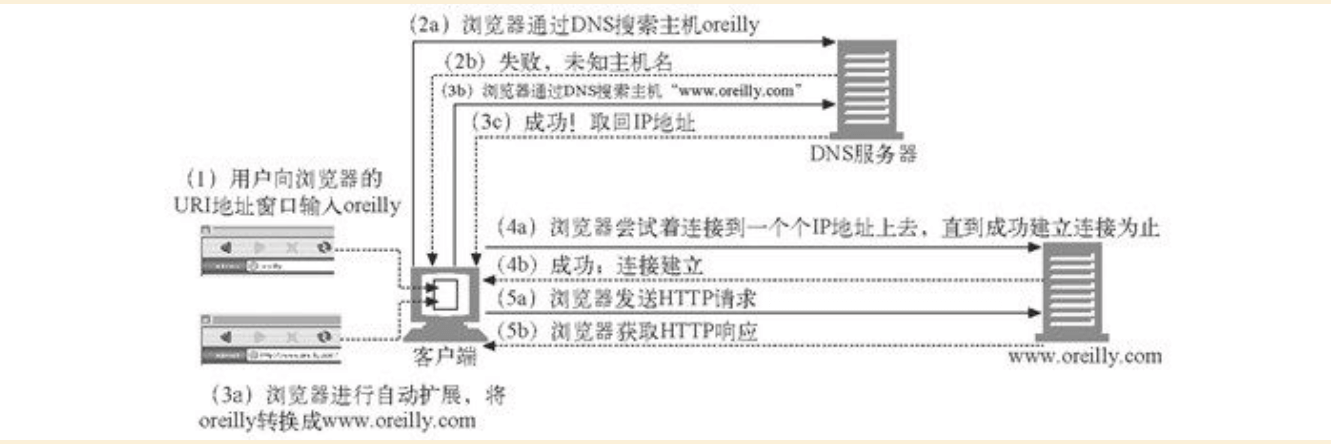 (2a) 浏览器通过DNS搜索主机oreilly
(2b) 失败，未知主机名
(3b) 浏览器通过DNS搜索主机“www.oreilly.com”
(3c) 成功！取回IP地址
DNS服务器
(1) 用户向浏览器的
URI地址窗口输入oreilly
(4a) 浏览器尝试着连接到一个个IP地址上去，直到成功建立连接为止
(4b) 成功；连接建立
(5a) 浏览器发送HTTP请求
(5b) 浏览器获取HTTP响应
客户端
www.oreilly.com
(3a) 浏览器进行自动扩展，将
oreilly转换成www.oreilly.com